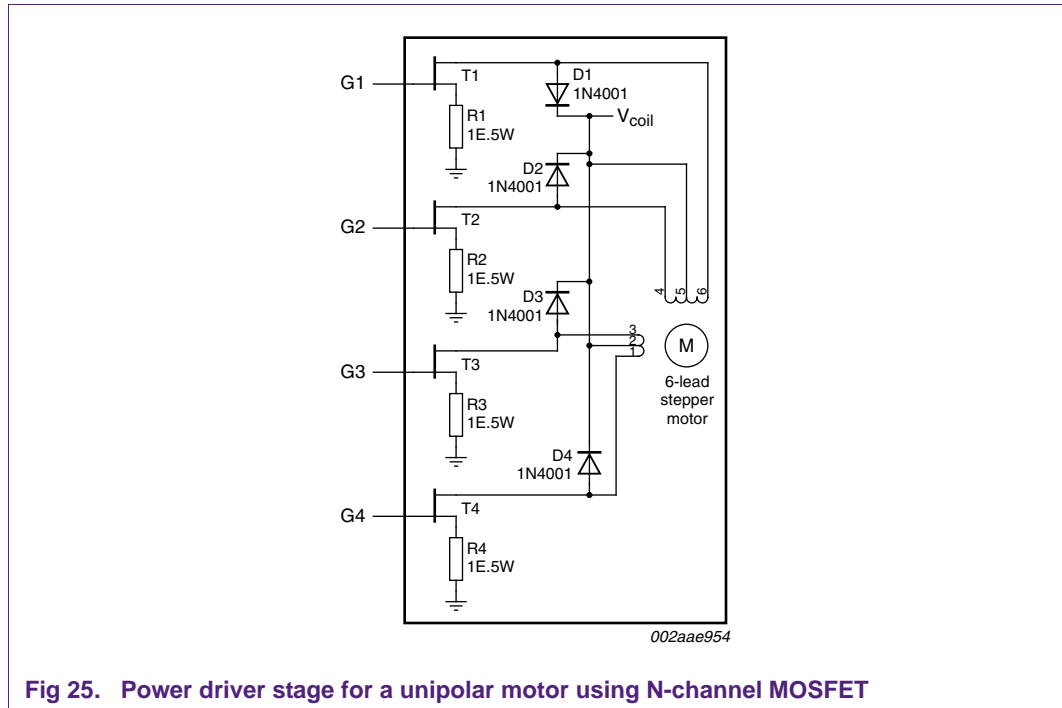 G1
T1
R1
1E.5W
D1
1N4001
Vcoil
D2
1N4001
G2
T2
R2
1E.5W
D3
1N4001
4 5 6
3
2
1
M
6-lead
stepper
motor
G3
T3
R3
1E.5W
D4
1N4001
G4
T4
R4
1E.5W
002aae954
Fig 25. Power driver stage for a unipolar motor using N-channel MOSFET